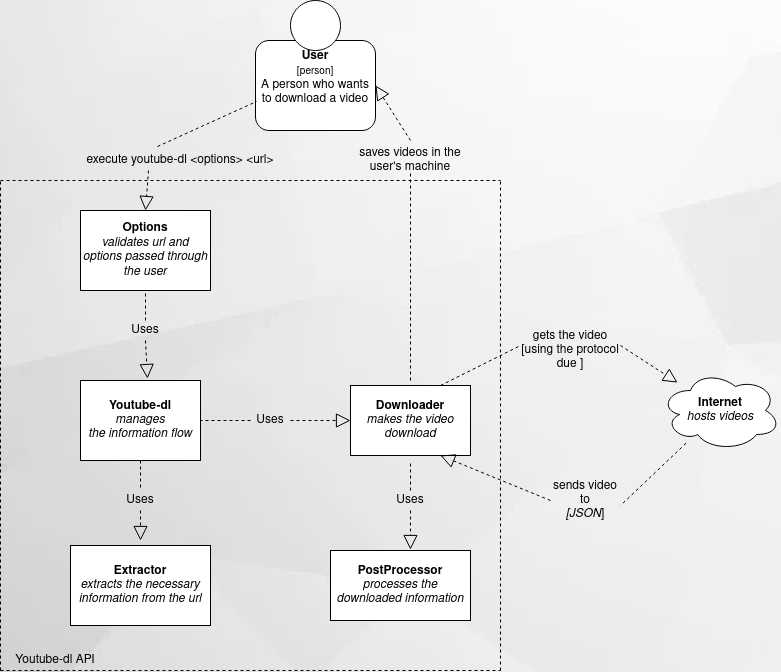 User
[person]
A person who wants
to download a video
execute youtube-dl <options> <url>
saves videos in the
user's machine
Options
validates url and
options passed through
the user
Uses
gets the video
[using the protocol
due ]
Youtube-dl
manages
the information flow
Uses
Downloader
makes the video
download
Internet
hosts videos
Uses
Uses
sends video
to
[JSON]
Extractor
extracts the necessary
information from the url
PostProcessor
processes the
downloaded information
Youtube-dl API